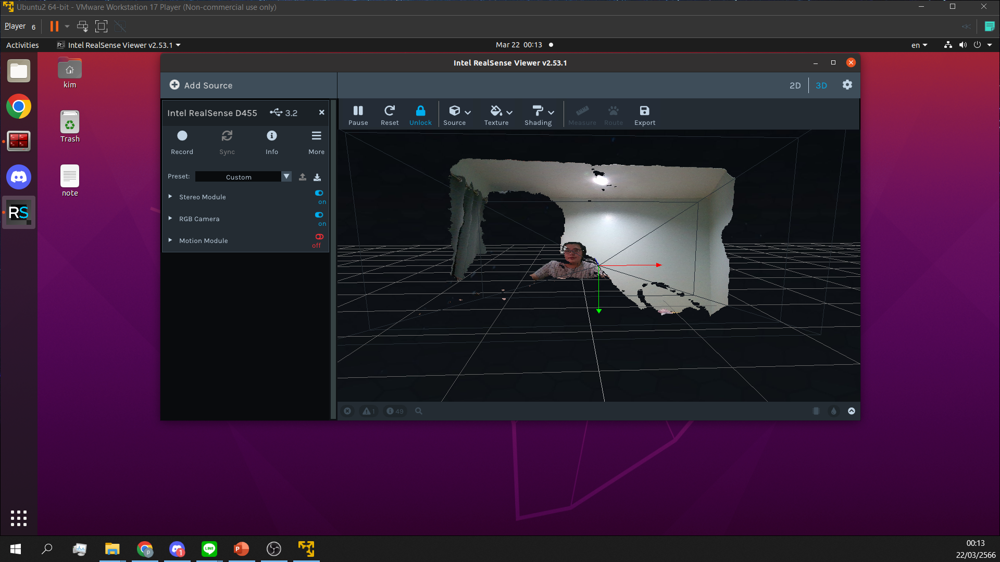 Ubuntu2 64-bit - VMware Workstation 17 Player (Non-commercial use only)
Player 6
Activities
RS Intel RealSense Viewer v2.53.1
Mar 22 00:13
en
kim
Trash
note
RS
Intel RealSense Viewer v2.53.1
Add Source
2D
3D
Intel RealSense D455
3.2
Pause
Reset
Unlock
Source
Texture
Shading
Measure
Route
Export
Record
Sync
Info
More
Preset:
Custom
Stereo Module
on
RGB Camera
on
Motion Module
off
1
49
P
1
LINE
P
00:13
22/03/2566